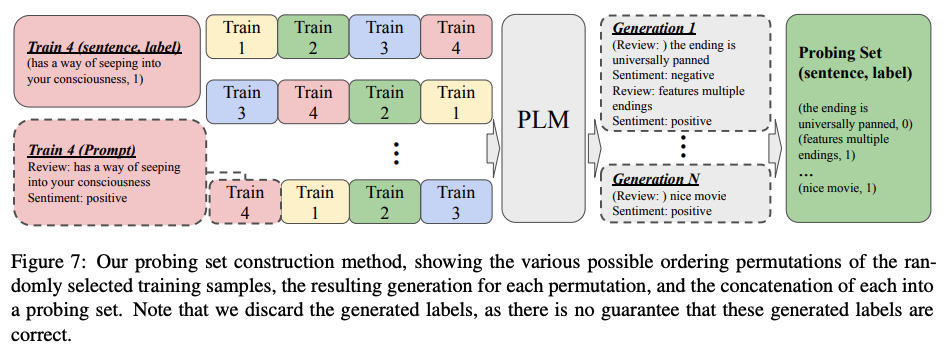 Train 4 (sentence, label)
(has a way of seeping into
your consciousness, 1)
Train 4 (Prompt)
Review: has a way of seeping
into your consciousness
Sentiment: positive
Train
1
Train
2
Train
3
Train
4
Train
3
Train
4
Train
2
Train
1
Train
4
Train
1
Train
2
Train
3
PLM
Generation 1
(Review: ) the ending is
universally panned
Sentiment: negative
Review: features multiple
endings
Sentiment: positive
Generation N
(Review: ) nice movie
Sentiment: positive
Probing Set
(sentence, label)
(the ending is
universally panned, 0)
(features multiple
endings, 1)
...
(nice movie, 1)
Figure 7: Our probing set construction method, showing the various possible ordering permutations of the ran-
domly selected training samples, the resulting generation for each permutation, and the concatenation of each into
a probing set. Note that we discard the generated labels, as there is no guarantee that these generated labels are
correct.